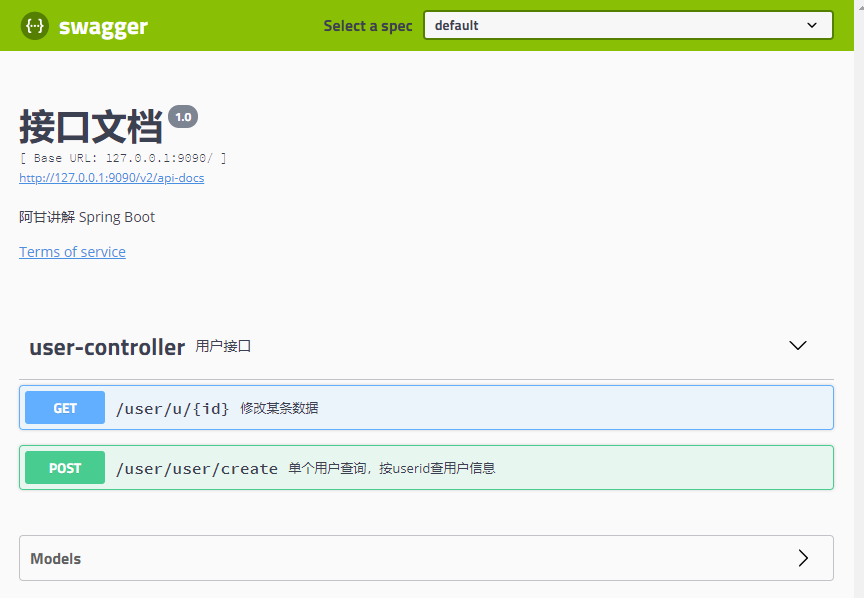 {···} swagger Select a spec default
接口文档 1.0
[ Base URL: 127.0.0.1:9090/ ]
http://127.0.0.1:9090/v2/api-docs
阿甘讲解 Spring Boot
Terms of service
user-controller 用户接口
GET /user/u/{id} 修改某条数据
POST /user/user/create 单个用户查询，按userid查用户信息
Models